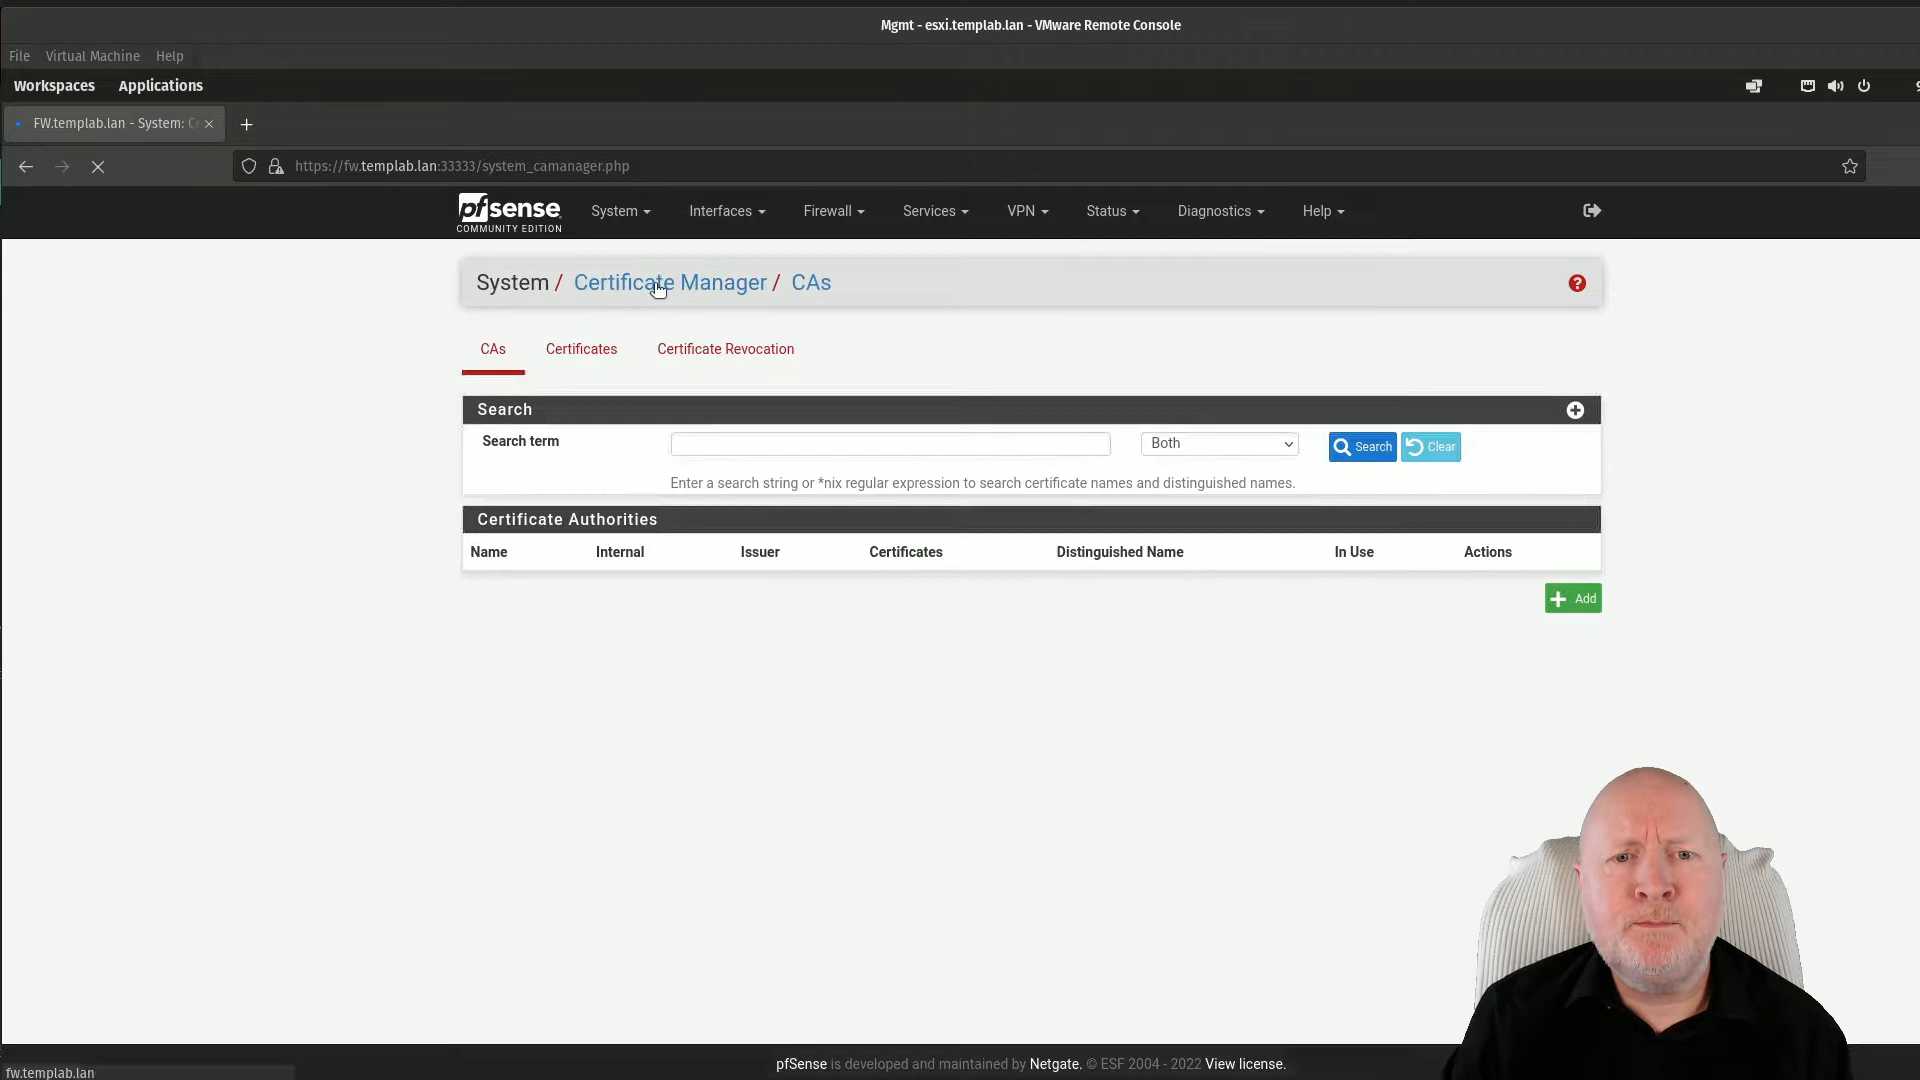 Mgmt - esxi.templab.lan - VMware Remote Console
File Virtual Machine Help
Workspaces Applications
FW.templab.lan - System: C
https://fw.templab.lan:33333/system_camanager.php
pfsense
COMMUNITY EDITION
System Interfaces Firewall Services VPN Status Diagnostics Help
System / Certificate Manager / CAs
CAs Certificates Certificate Revocation
Search
Search term Both Search Clear
Enter a search string or *nix regular expression to search certificate names and distinguished names.
Certificate Authorities
Name Internal Issuer Certificates Distinguished Name In Use Actions
Add
pfSense is developed and maintained by Netgate. © ESF 2004 - 2022 View license.
fw.templab.lan